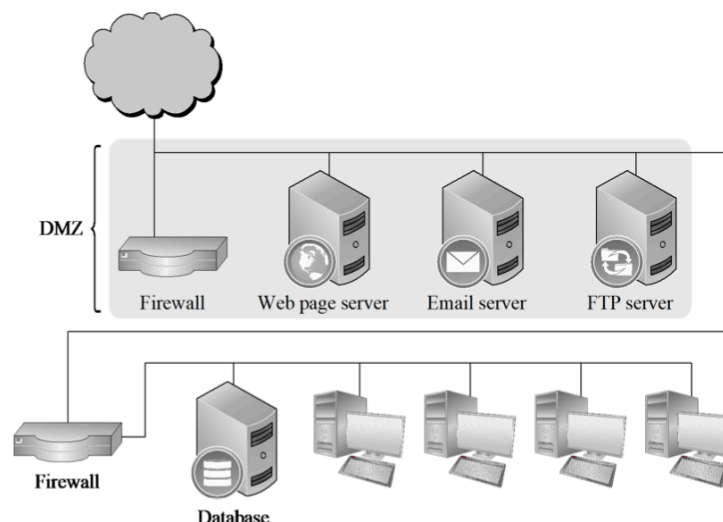 DMZ
Firewall
Web page server
Email server
FTP server
Firewall
Database